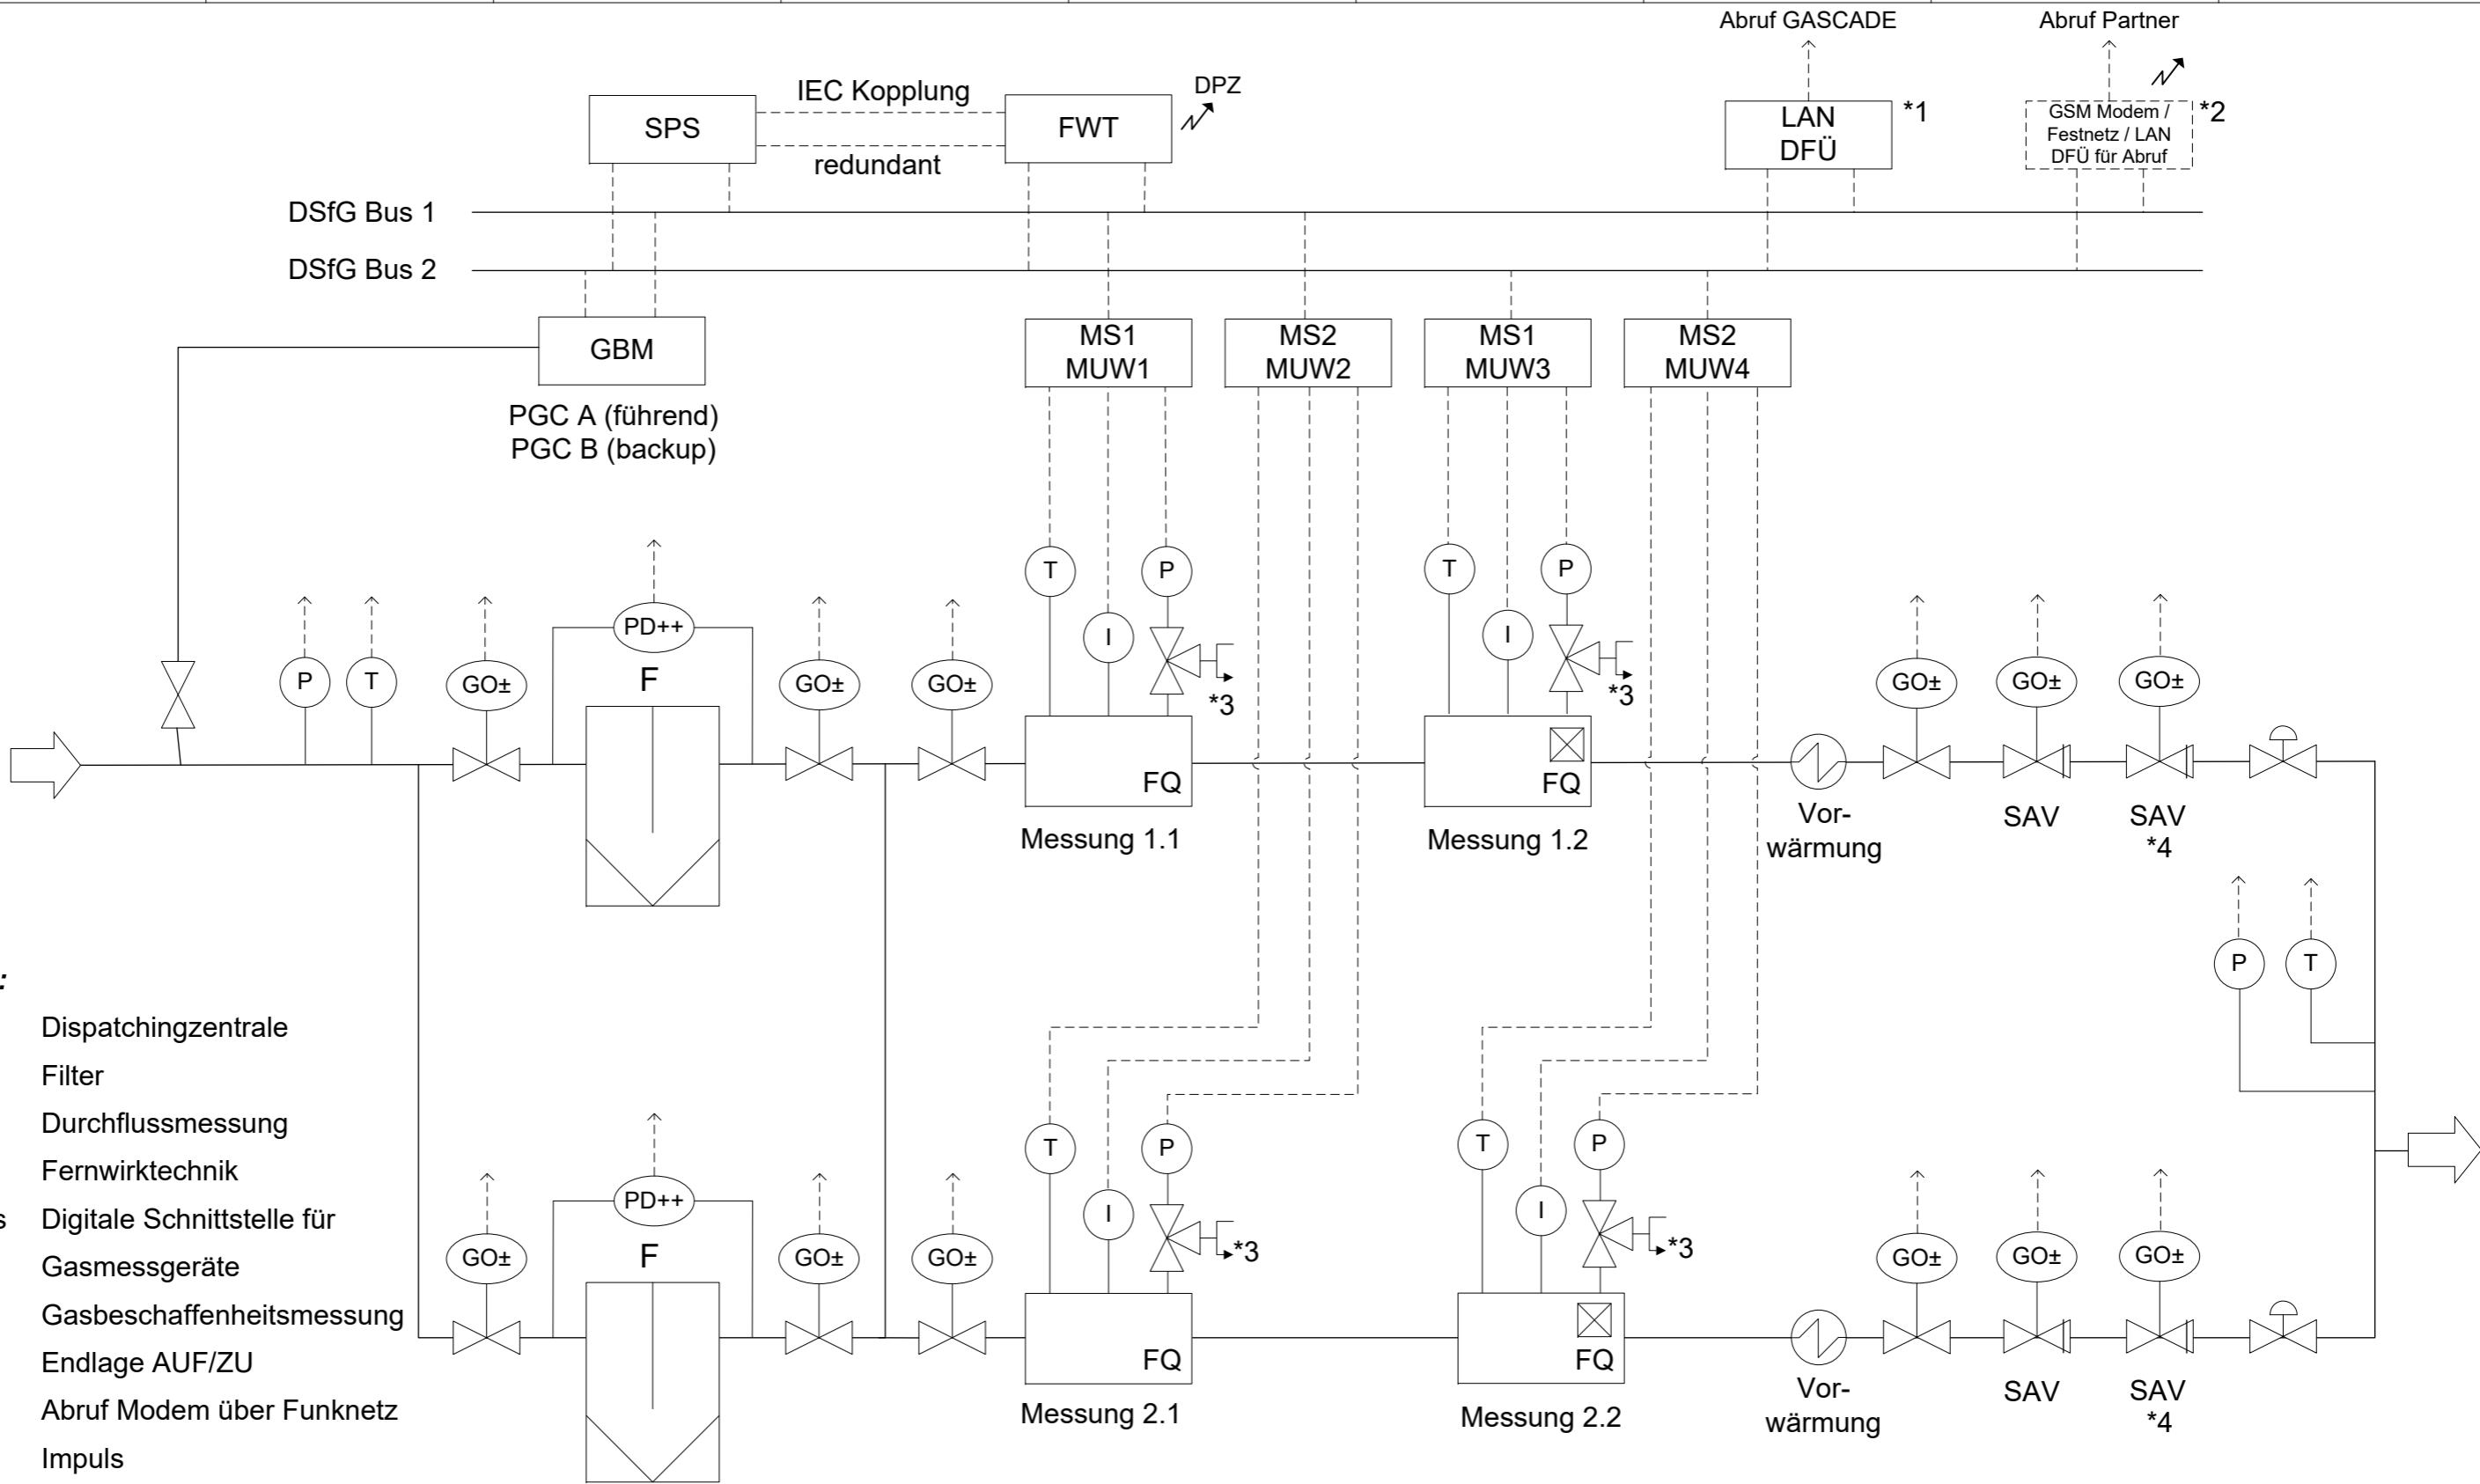 Abruf GASCADE
Abruf Partner
IEC Kopplung
DPZ
SPS
FWT
redundant
LAN
DFÜ
*1
GSM Modem /
Festnetz / LAN
DFÜ für Abruf
*2
DSfG Bus 1
DSfG Bus 2
GBM
PGC A (führend)
PGC B (backup)
MS1
MUW1
MS2
MUW2
MS1
MUW3
MS2
MUW4
T
P
I
*3
T
P
I
*3
P
T
GO±
PD++
F
GO±
GO±
GO±
GO±
GO±
FQ
Messung 1.1
FQ
Messung 1.2
Vor-
wärmung
SAV
SAV
*4
P
T
:
Dispatchingzentrale
Filter
Durchflussmessung
Fernwirktechnik
s Digitale Schnittstelle für
Gasmessgeräte
Gasbeschaffenheitsmessung
Endlage AUF/ZU
Abruf Modem über Funknetz
Impuls
GO±
PD++
F
GO±
GO±
T
P
I
*3
T
P
I
*3
GO±
GO±
GO±
FQ
Messung 2.1
FQ
Messung 2.2
Vor-
wärmung
SAV
SAV
*4